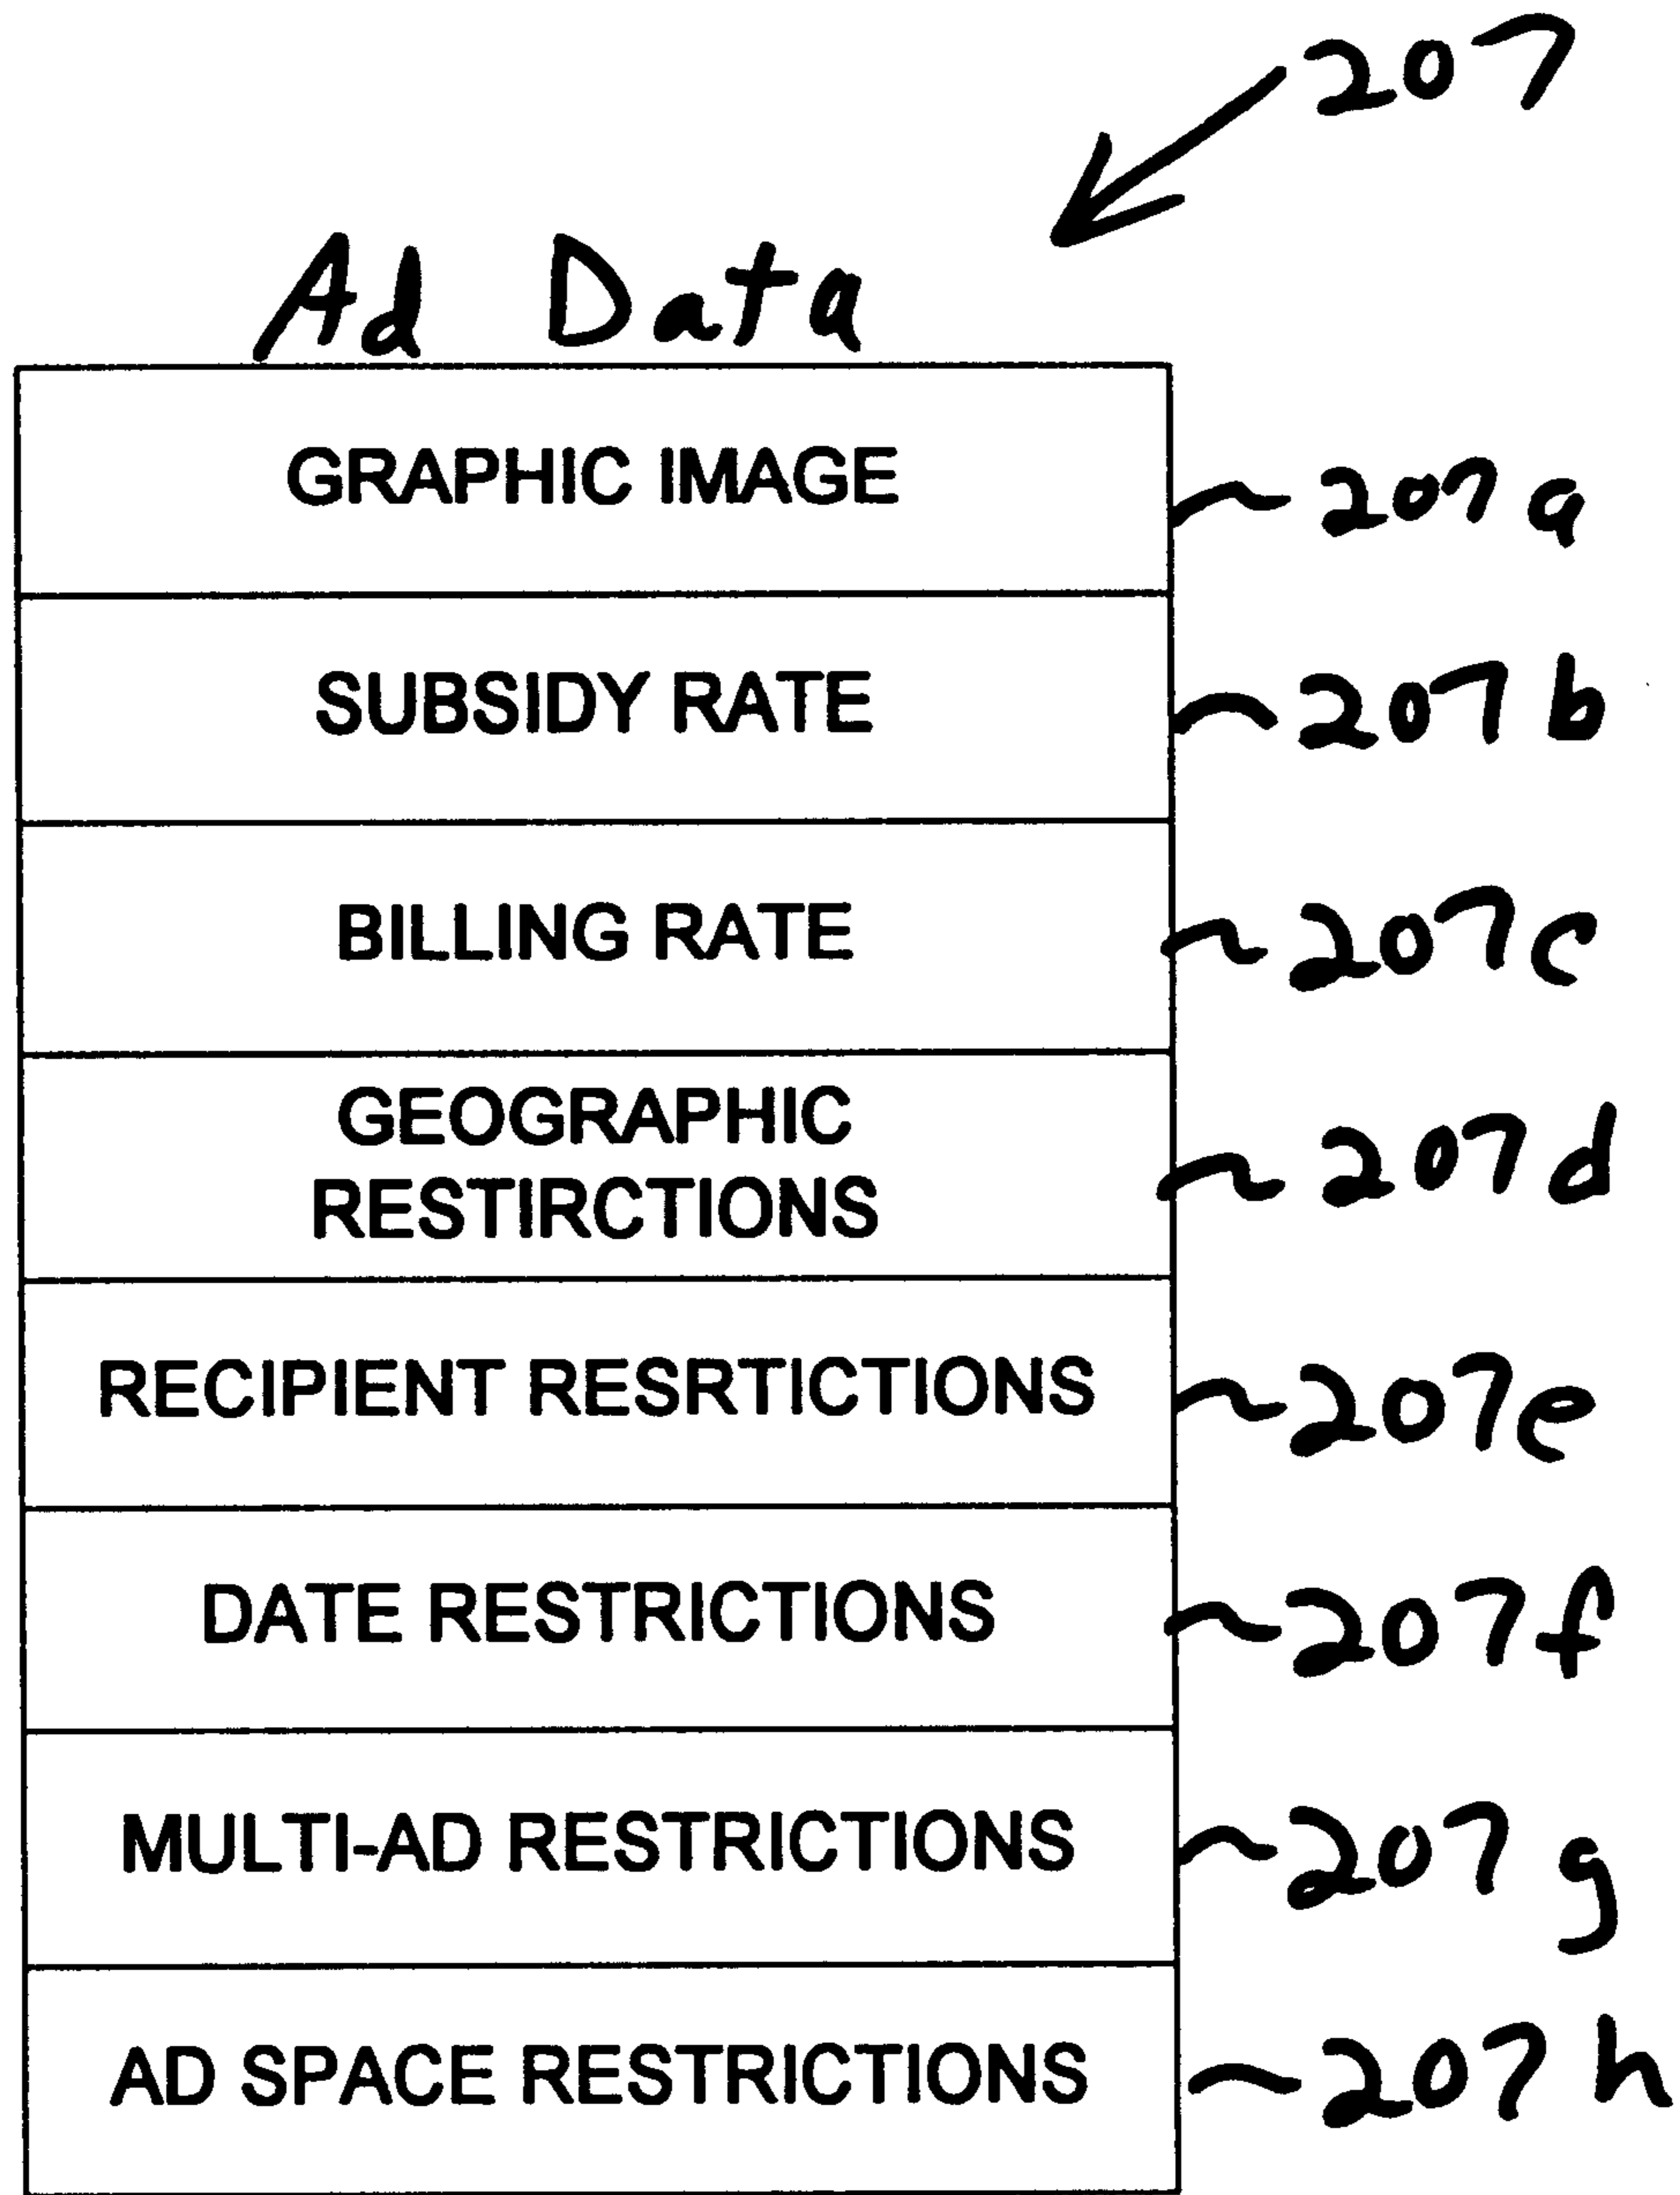 207
Ad Data
GRAPHIC IMAGE 207a
SUBSIDY RATE 207b
BILLING RATE 207c
GEOGRAPHIC
RESTIRCTIONS 207d
RECIPIENT RESRTICTIONS 207e
DATE RESTRICTIONS 207f
MULTI-AD RESTRICTIONS 207g
AD SPACE RESTRICTIONS 207h